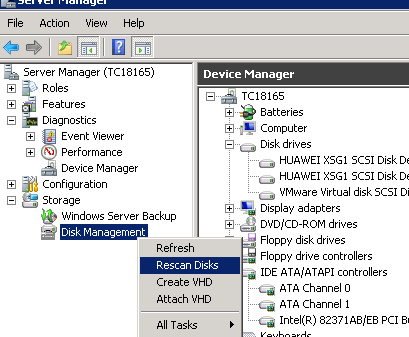 Server Manager
File Action View Help
Server Manager (TC18165)
Roles
Features
Diagnostics
Event Viewer
Performance
Device Manager
Configuration
Storage
Windows Server Backup
Disk Management
Refresh
Rescan Disks
Create VHD
Attach VHD
All Tasks
Device Manager
TC18165
Batteries
Computer
Disk drives
HUAWEI XSG1 SCSI Disk De
HUAWEI XSG1 SCSI Disk De
VMware Virtual disk SCSI D
Display adapters
DVD/CD-ROM drives
Floppy disk drives
Floppy drive controllers
IDE ATA/ATAPI controllers
ATA Channel 0
ATA Channel 1
Intel(R) 82371AB/EB PCI B
Keyboards